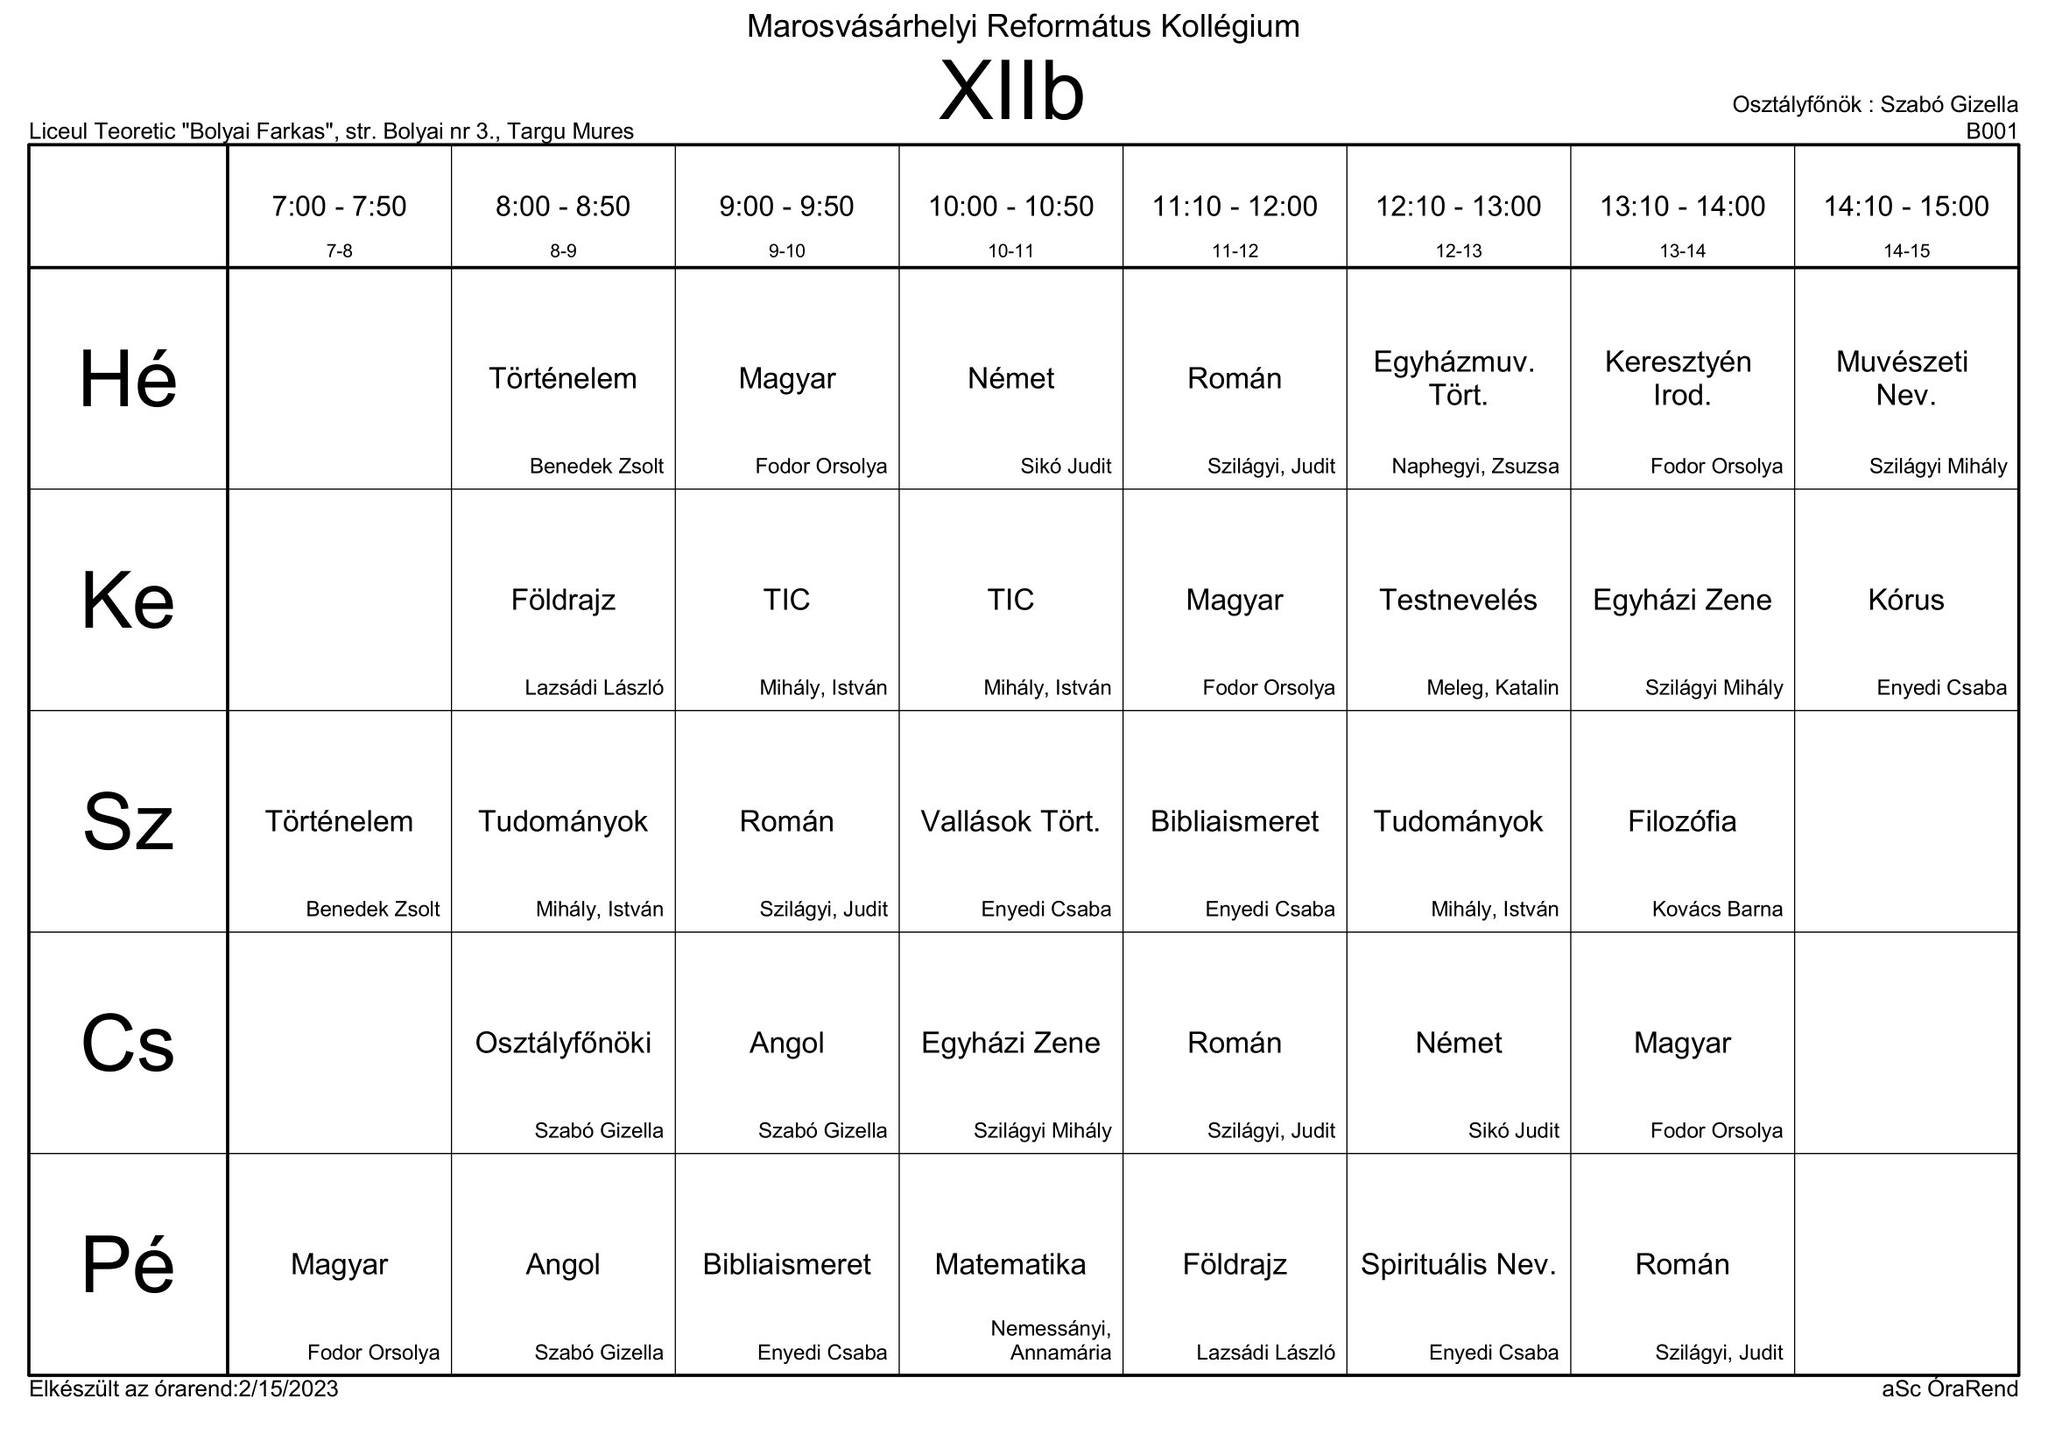 Marosvásárhelyi Református Kollégium
XIIb
Osztályfőnök : Szabó Gizella
Liceul Teoretic "Bolyai Farkas", str. Bolyai nr 3., Targu Mures
B001
7:00 - 7:50 8:00 - 8:50 9:00 - 9:50 10:00 - 10:50 11:10 - 12:00 12:10 - 13:00 13:10 - 14:00 14:10 - 15:00
7-8 8-9 9-10 10-11 11-12 12-13 13-14 14-15
Hé
Történelem
Benedek Zsolt
Magyar
Fodor Orsolya
Német
Sikó Judit
Román
Szilágyi, Judit
Egyházmuv.
Tört.
Naphegyi, Zsuzsa
Keresztyén
Irod.
Fodor Orsolya
Muvészeti
Nev.
Szilágyi Mihály
Ke
Földrajz
Lazsádi László
TIC
Mihály, István
TIC
Mihály, István
Magyar
Fodor Orsolya
Testnevelés
Meleg, Katalin
Egyházi Zene
Szilágyi Mihály
Kórus
Enyedi Csaba
Sz
Történelem
Benedek Zsolt
Tudományok
Mihály, István
Román
Szilágyi, Judit
Vallások Tört.
Enyedi Csaba
Bibliaismeret
Enyedi Csaba
Tudományok
Mihály, István
Filozófia
Kovács Barna
Cs
Osztályfőnöki
Szabó Gizella
Angol
Szabó Gizella
Egyházi Zene
Szilágyi Mihály
Román
Szilágyi, Judit
Német
Sikó Judit
Magyar
Fodor Orsolya
Pé
Magyar
Fodor Orsolya
Angol
Szabó Gizella
Bibliaismeret
Enyedi Csaba
Matematika
Nemessányi,
Annamária
Földrajz
Lazsádi László
Spirituális Nev.
Enyedi Csaba
Román
Szilágyi, Judit
Elkészült az órarend:2/15/2023
aSc ÓraRend